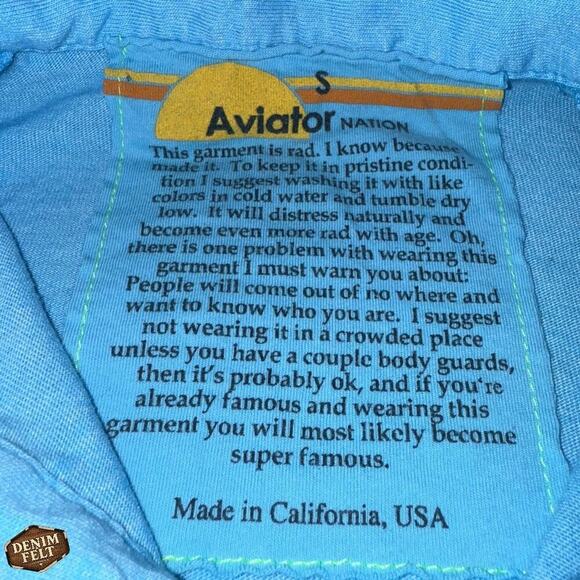 S
Aviator NATION
This garment is rad. I know because
made it. To keep it in pristine condi-
tion I suggest washing it with like
colors in cold water and tumble dry
low. It will distress naturally and
become even more rad with age. Oh,
there is one problem with wearing this
garment I must warn you about:
People will come out of no where and
want to know who you are. I suggest
not wearing it in a crowded place
unless you have a couple body guards,
then it's probably ok, and if you're
already famous and wearing this
garment you will most likely become
super famous.
Made in California, USA
DENIM
&
FELT